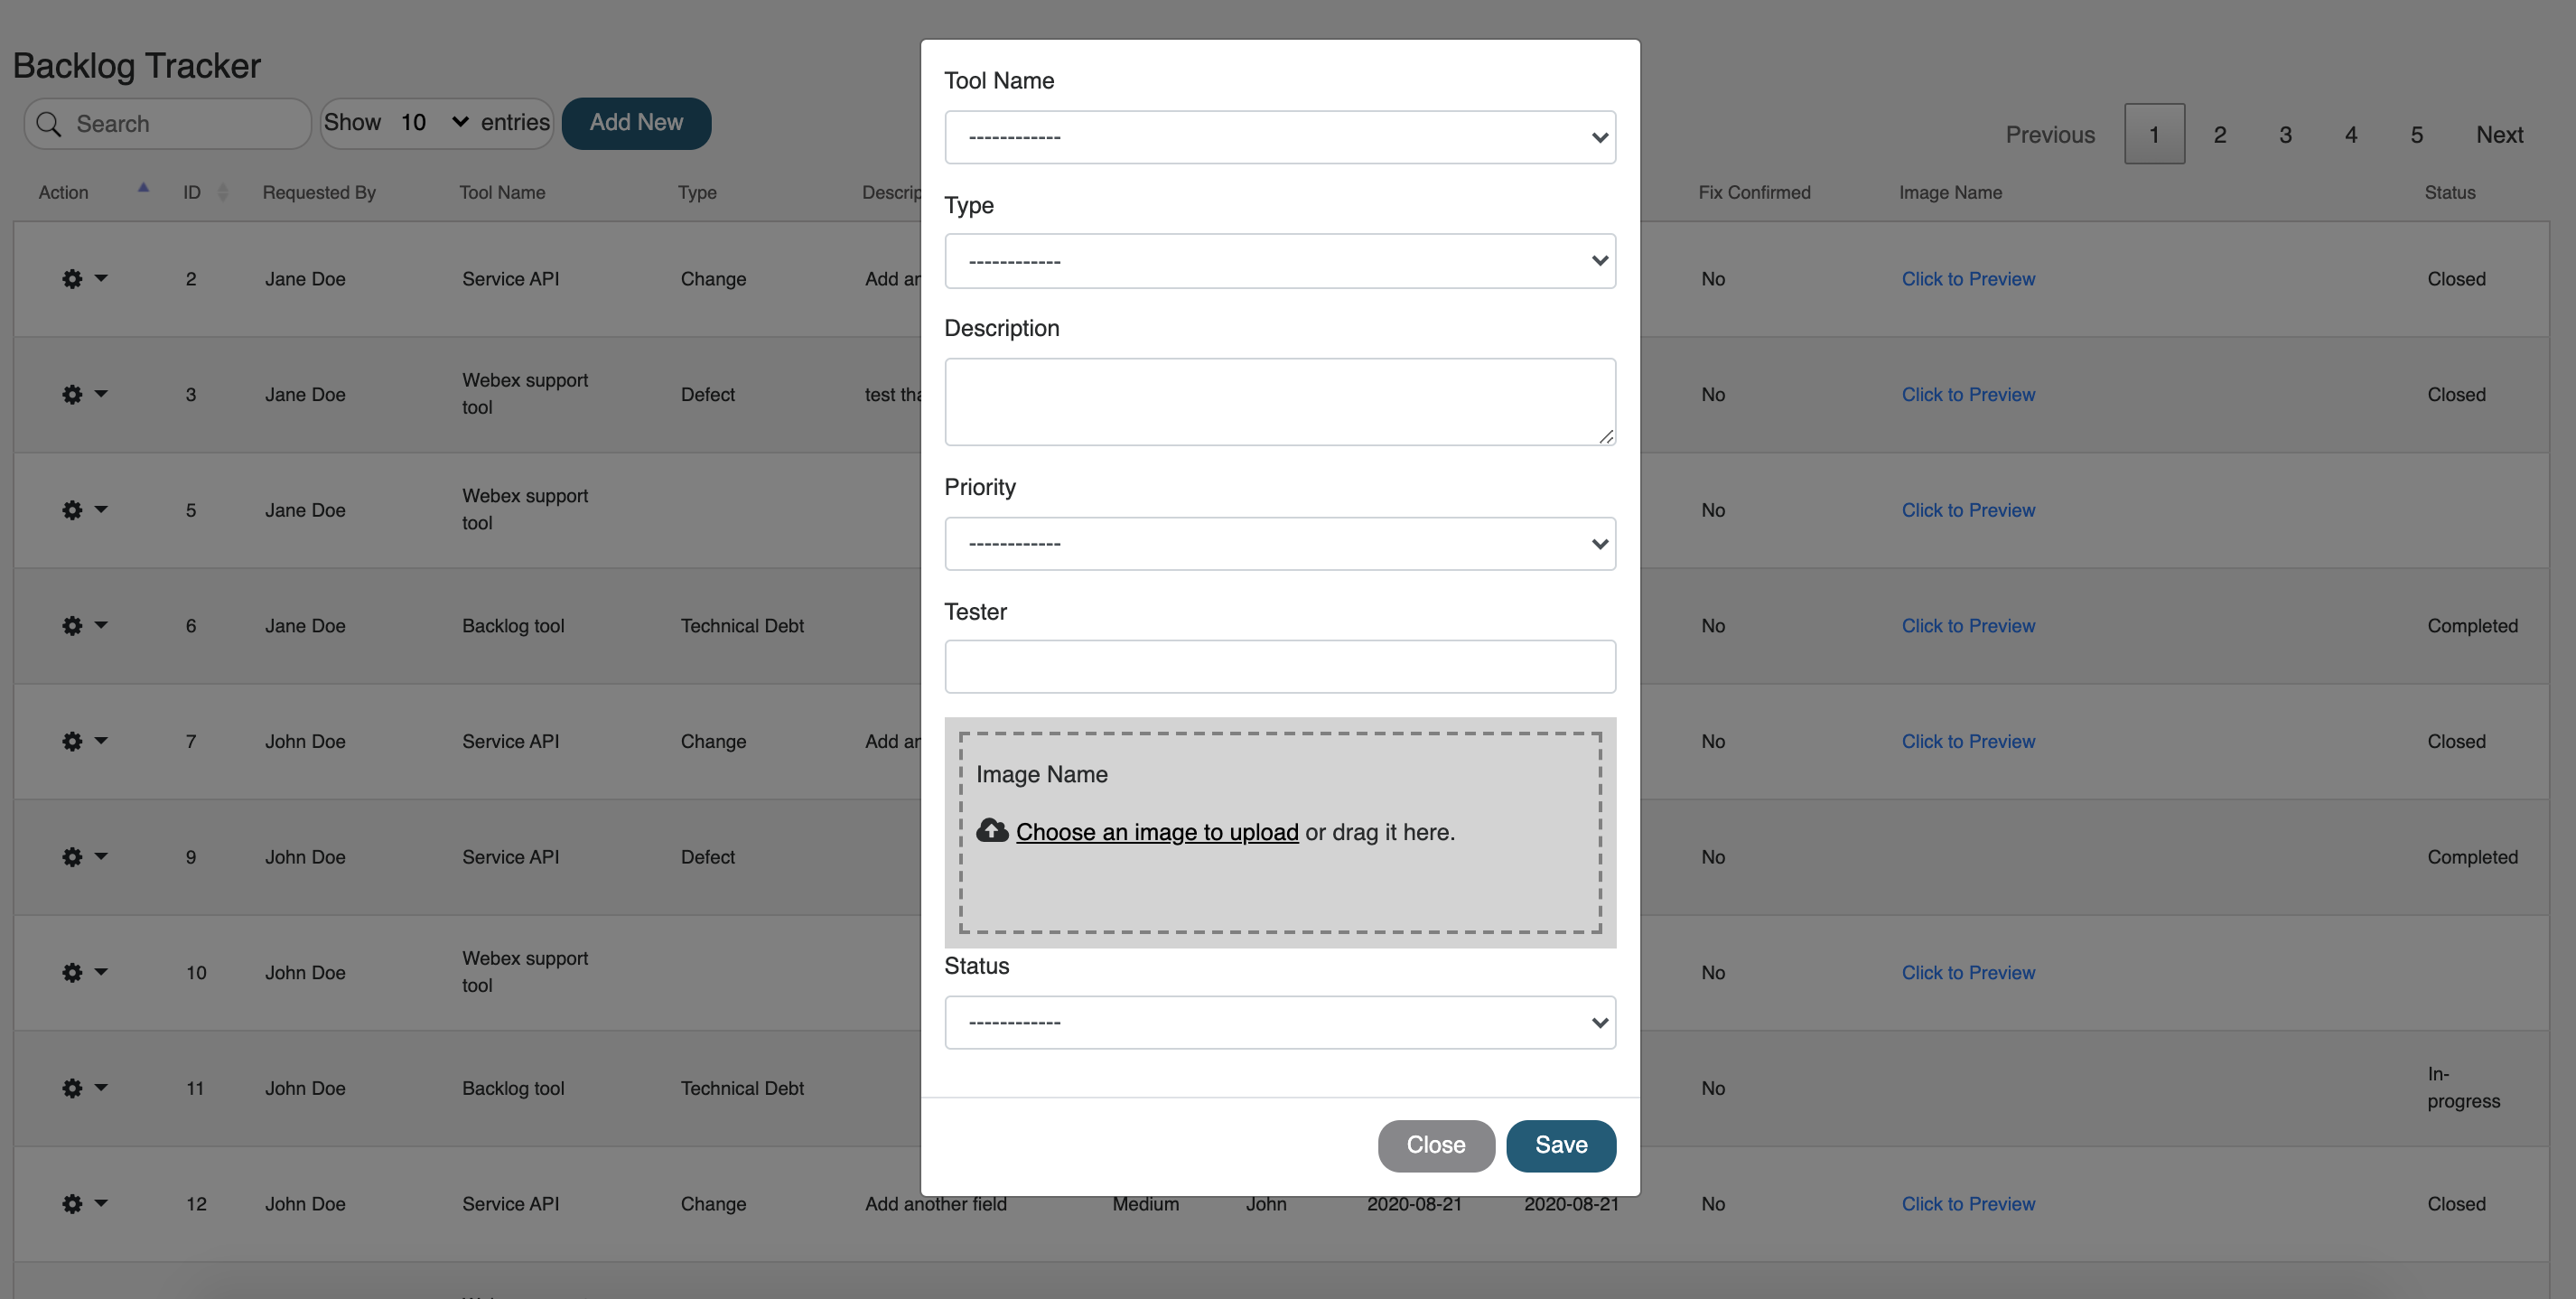 Backlog Tracker
Search
Show 10 entries
Add New
Previous 1 2 3 4 5 Next
Action ID Requested By Tool Name Type Descrip Fix Confirmed Image Name Status
2 Jane Doe Service API Change Add an No Click to Preview Closed
3 Jane Doe Webex support tool Defect test tha No Click to Preview Closed
5 Jane Doe Webex support tool No Click to Preview
6 Jane Doe Backlog tool Technical Debt No Click to Preview Completed
7 John Doe Service API Change Add an No Click to Preview Closed
9 John Doe Service API Defect No Completed
10 John Doe Webex support tool No Click to Preview
11 John Doe Backlog tool Technical Debt No In-progress
12 John Doe Service API Change Add another field Medium John 2020-08-21 2020-08-21 No Click to Preview Closed
Tool Name
------------
Type
------------
Description
Priority
------------
Tester
Image Name
Choose an image to upload or drag it here.
Status
------------
Close Save